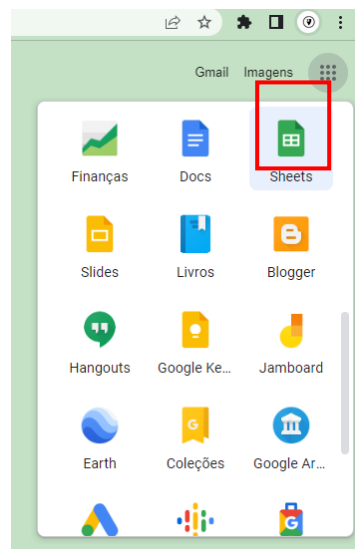 Gmail Imagens
Finanças Docs Sheets
Slides Livros Blogger
Hangouts Google Ke... Jamboard
Earth Coleções Google Ar...